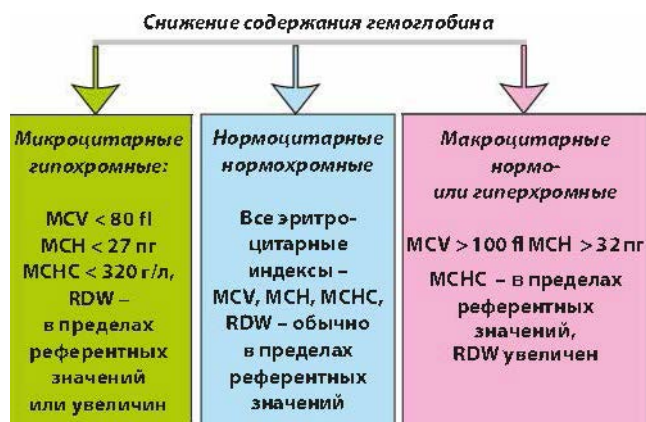 Снижение содержания гемоглобина
Микроцитарные
гипохромные:
MCV < 80 fl
MCH < 27 пг
MCHC < 320 г/л,
RDW –
в пределах
референтных
значений
или увеличин
Нормоцитарные
нормохромные
Все эритро-
цитарные
индексы –
MCV, MCH, MCHC,
RDW – обычно
в пределах
референтных
значений
Макроцитарные
нормо-
или гиперхромные
MCV > 100 fl MCH > 32 пг
MCHC – в пределах
референтных
значений,
RDW увеличен